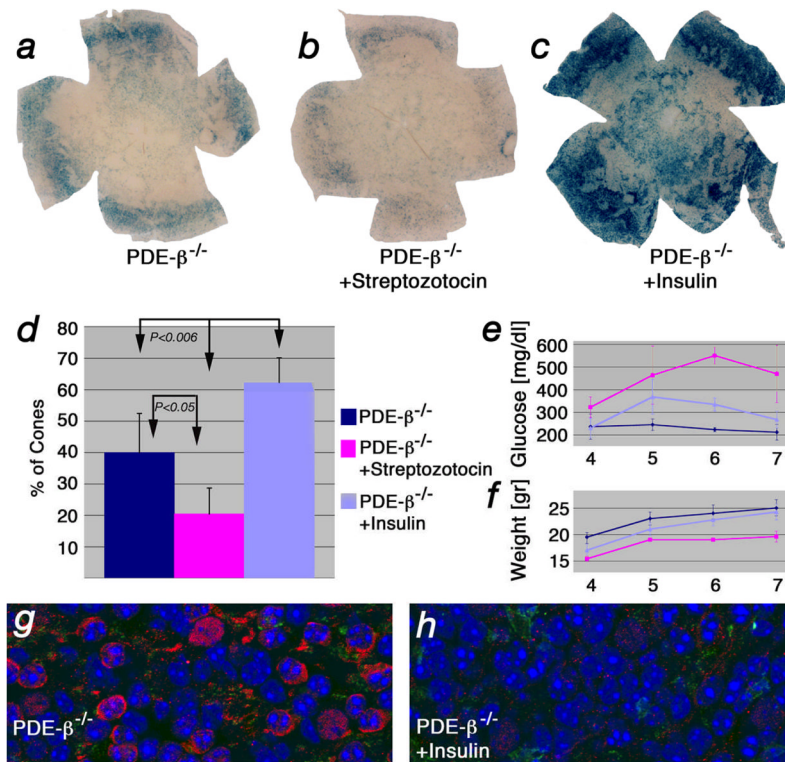 a
b
c
PDE-β-/-
PDE-β-/-
+Streptozotocin
PDE-β-/-
+Insulin
d
80
70
60
50
40
30
20
10
% of Cones
P<0.006
P<0.05
PDE-β-/-
PDE-β-/-
+Streptozotocin
PDE-β-/-
+Insulin
e
Glucose [mg/dl]
600
500
400
300
200
4 5 6 7
f
Weight [gr]
25
20
15
4 5 6 7
g
PDE-β-/-
h
PDE-β-/-
+Insulin